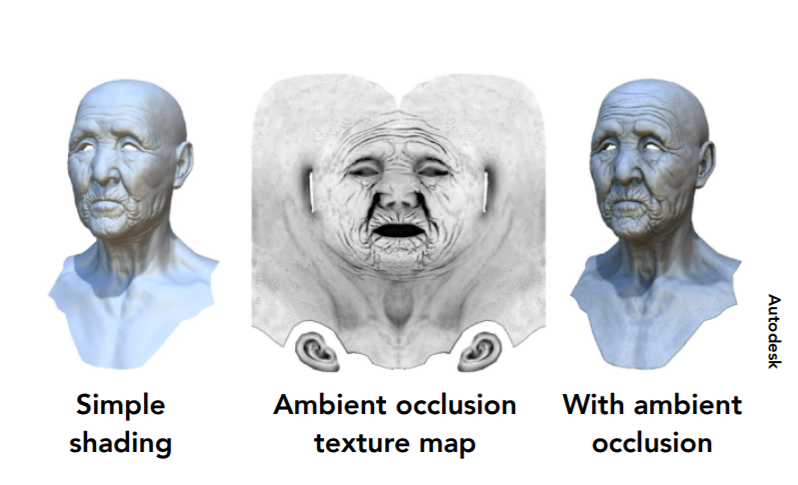 Simple
shading
Ambient occlusion
texture map
With ambient
occlusion
Autodesk